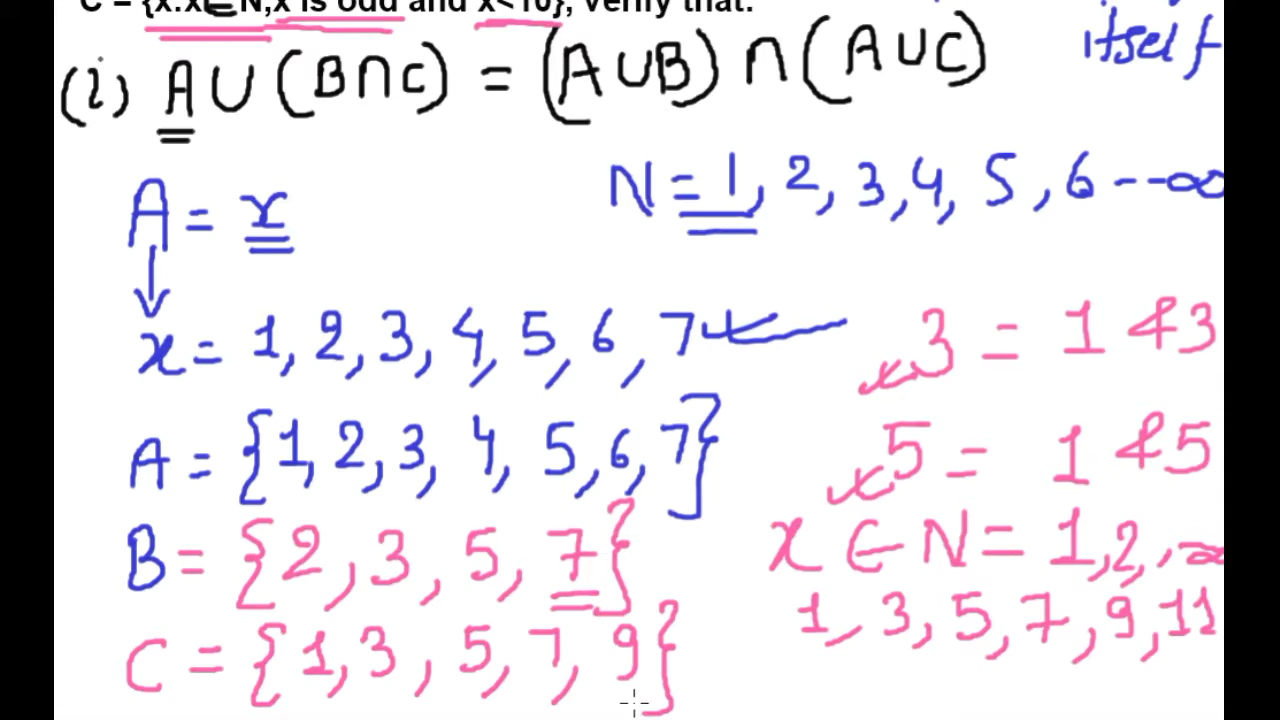 C = {x:x∈N,x is odd and x<10}, verify that:
itself
(i) A∪(B∩C) = (A∪B)∩(A∪C)
N = 1, 2, 3, 4, 5, 6 --∞
A = r
x = 1, 2, 3, 4, 5, 6, 7
3 = 1 & 3
A = {1, 2, 3, 4, 5, 6, 7}
5 = 1 & 5
B = {2, 3, 5, 7}
x ∈ N = 1, 2, -∞
1, 3, 5, 7, 9, 11
C = {1, 3, 5, 7, 9}